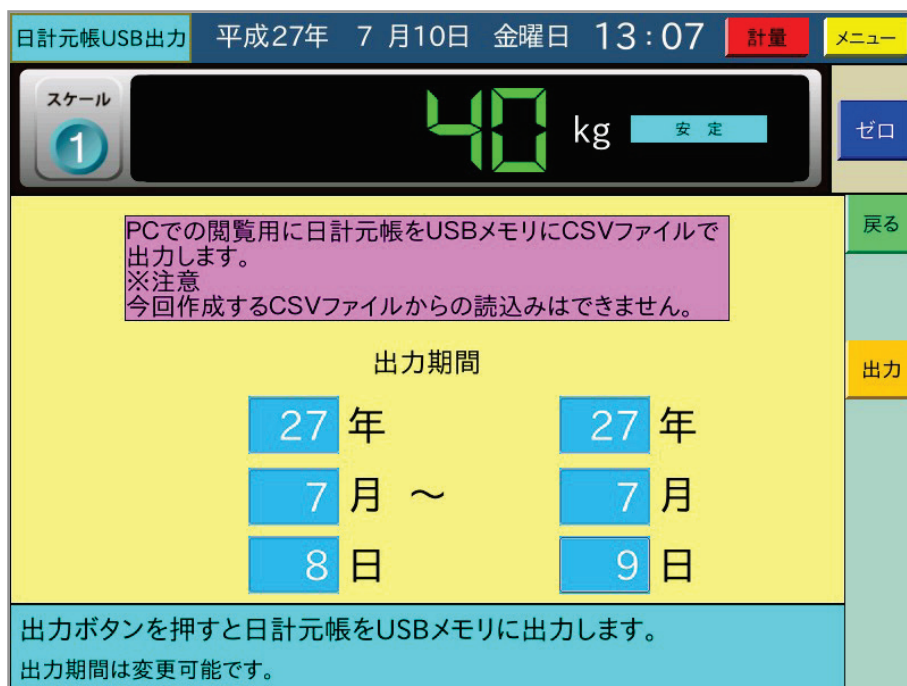 日計元帳USB出力 平成27年 7月10日 金曜日 13:07 計量 メニュー
スケール
1
40 kg 安定
ゼロ
戻る
PCでの閲覧用に日計元帳をUSBメモリにCSVファイルで
出力します。
※注意
今回作成するCSVファイルからの読込みはできません。
出力期間
出力
27年 27年
7月 ～ 7月
8日 9日
出力ボタンを押すと日計元帳をUSBメモリに出力します。
出力期間は変更可能です。